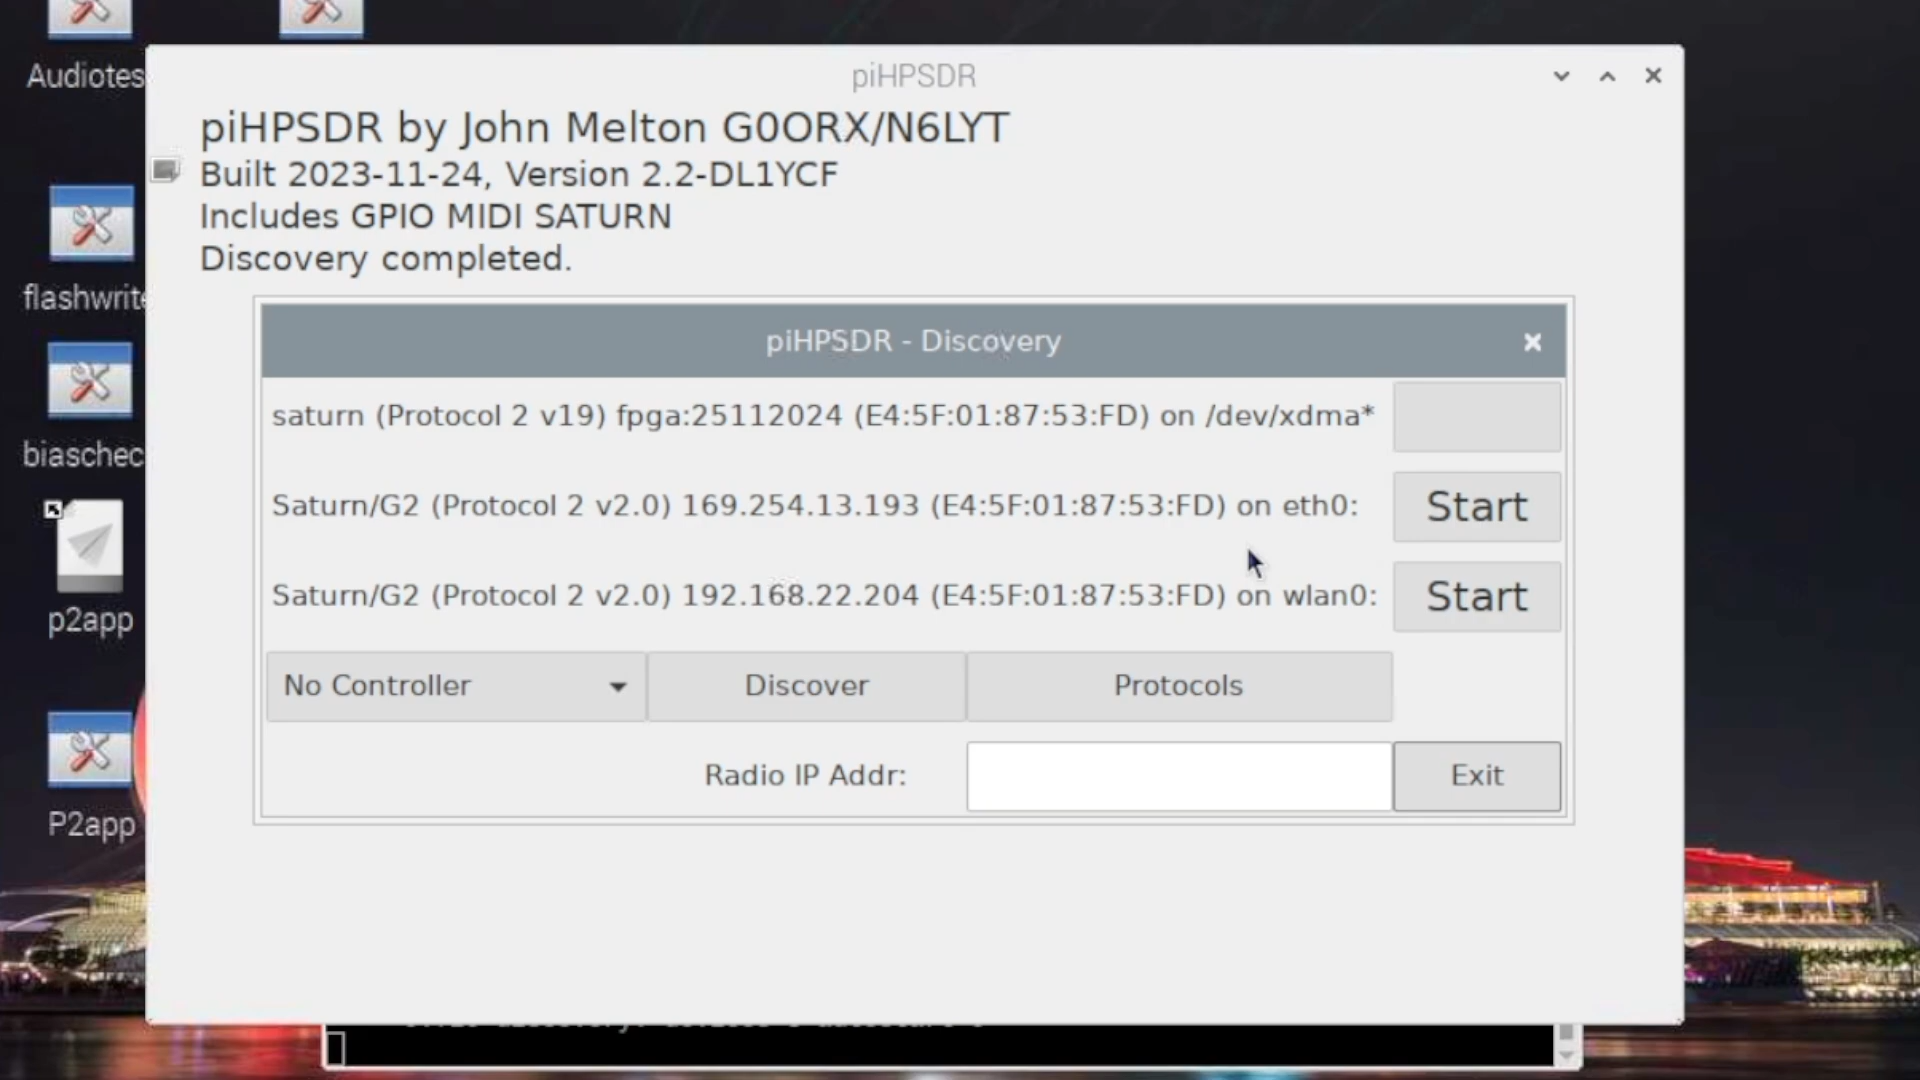 Audiotes
piHPSDR
piHPSDR by John Melton G0ORX/N6LYT
Built 2023-11-24, Version 2.2-DL1YCF
Includes GPIO MIDI SATURN
Discovery completed.
flashwrite
biaschec
p2app
P2app
piHPSDR - Discovery
saturn (Protocol 2 v19) fpga:25112024 (E4:5F:01:87:53:FD) on /dev/xdma*
Saturn/G2 (Protocol 2 v2.0) 169.254.13.193 (E4:5F:01:87:53:FD) on eth0:
Start
Saturn/G2 (Protocol 2 v2.0) 192.168.22.204 (E4:5F:01:87:53:FD) on wlan0:
Start
No Controller
Discover
Protocols
Radio IP Addr:
Exit